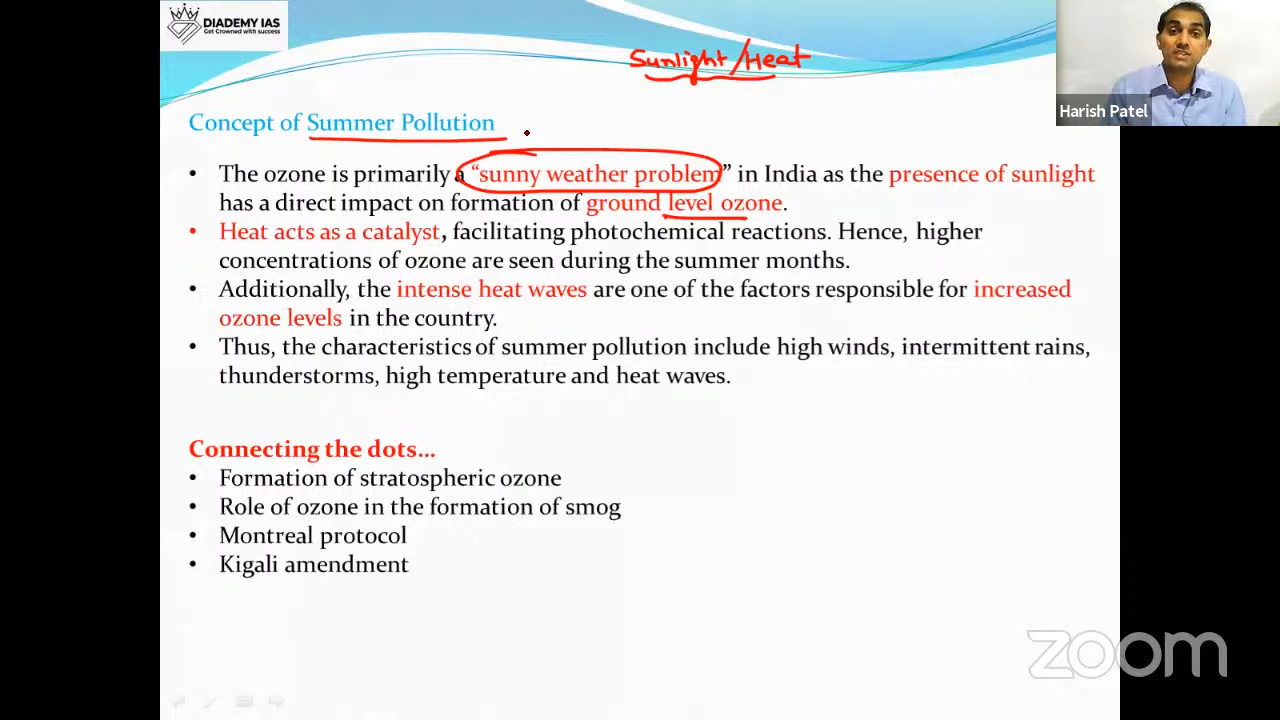 DIADEMY IAS
Get Crowned with success
Sunlight/Heat
Harish Patel
Concept of Summer Pollution
• The ozone is primarily a “sunny weather problem” in India as the presence of sunlight
has a direct impact on formation of ground level ozone.
• Heat acts as a catalyst, facilitating photochemical reactions. Hence, higher
concentrations of ozone are seen during the summer months.
• Additionally, the intense heat waves are one of the factors responsible for increased
ozone levels in the country.
• Thus, the characteristics of summer pollution include high winds, intermittent rains,
thunderstorms, high temperature and heat waves.
Connecting the dots...
• Formation of stratospheric ozone
• Role of ozone in the formation of smog
• Montreal protocol
• Kigali amendment
zoom